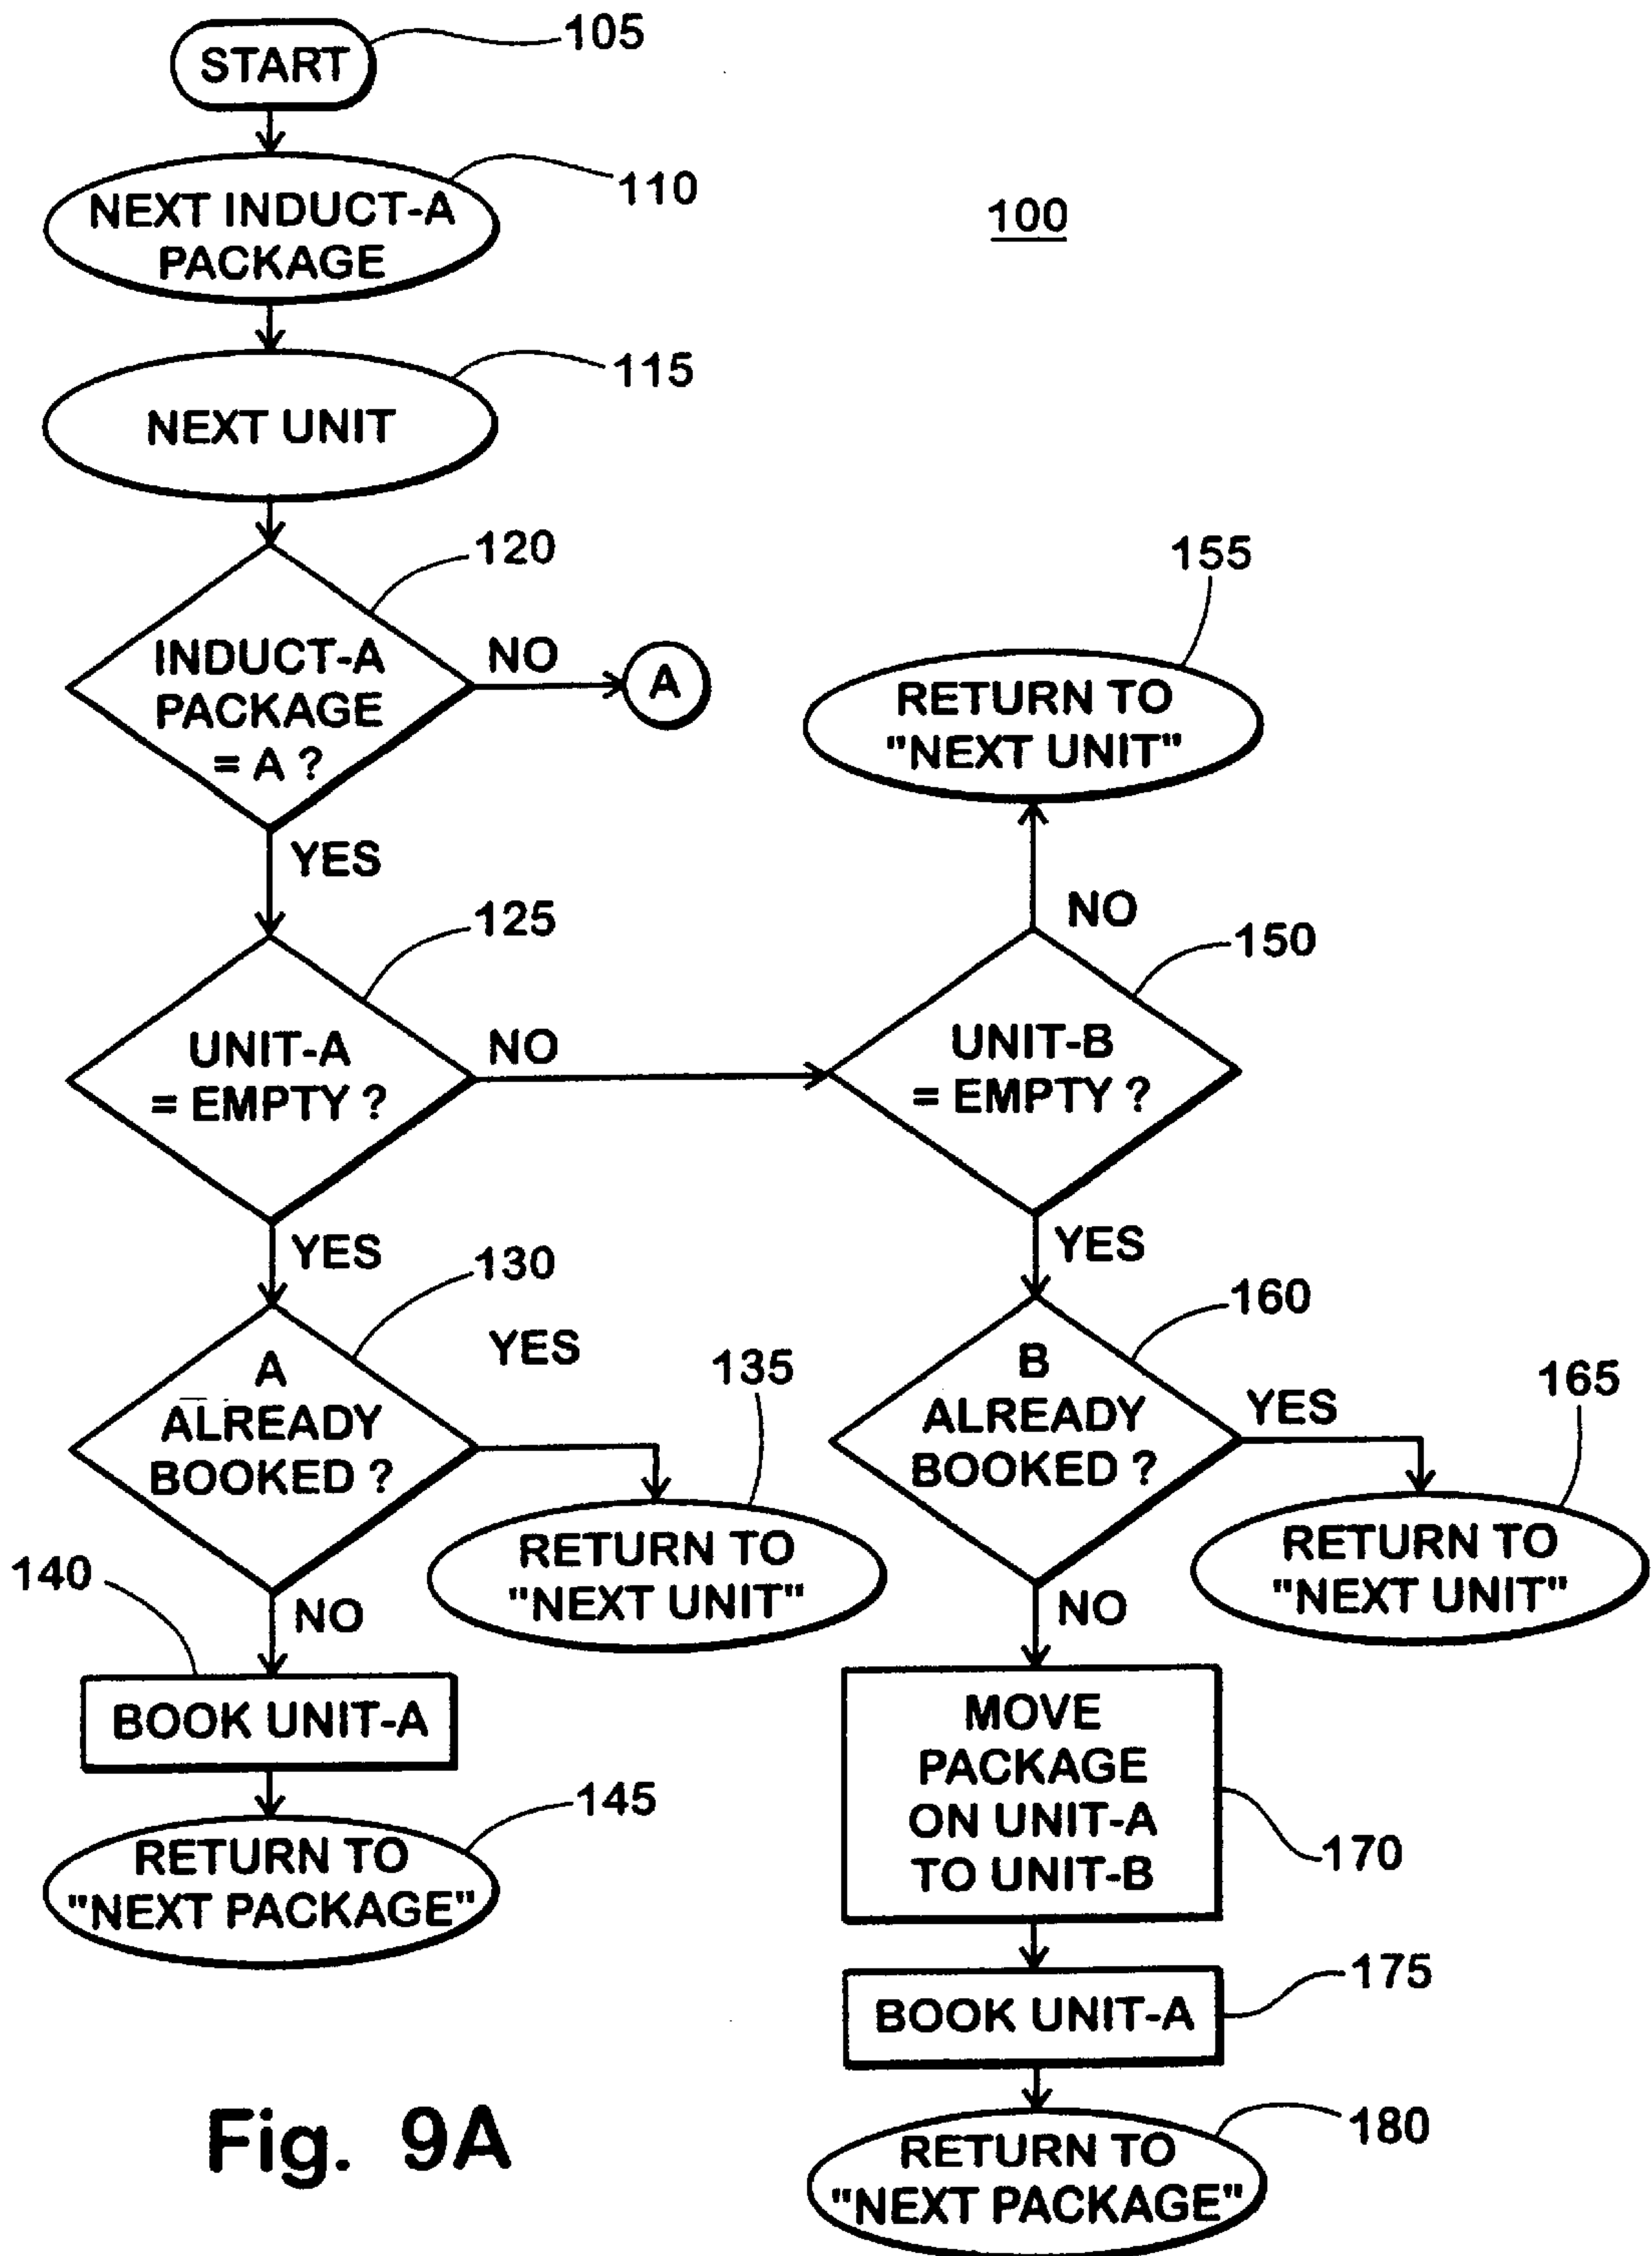 START
105
NEXT INDUCT-A
PACKAGE
110
100
NEXT UNIT
115
INDUCT-A
PACKAGE
= A ?
120
NO
A
YES
RETURN TO
"NEXT UNIT"
155
NO
UNIT-A
= EMPTY ?
125
NO
UNIT-B
= EMPTY ?
150
YES
YES
A
ALREADY
BOOKED ?
130
YES
RETURN TO
"NEXT UNIT"
135
B
ALREADY
BOOKED ?
160
YES
RETURN TO
"NEXT UNIT"
165
NO
NO
140
BOOK UNIT-A
RETURN TO
"NEXT PACKAGE"
145
MOVE
PACKAGE
ON UNIT-A
TO UNIT-B
170
BOOK UNIT-A
175
RETURN TO
"NEXT PACKAGE"
180
Fig. 9A